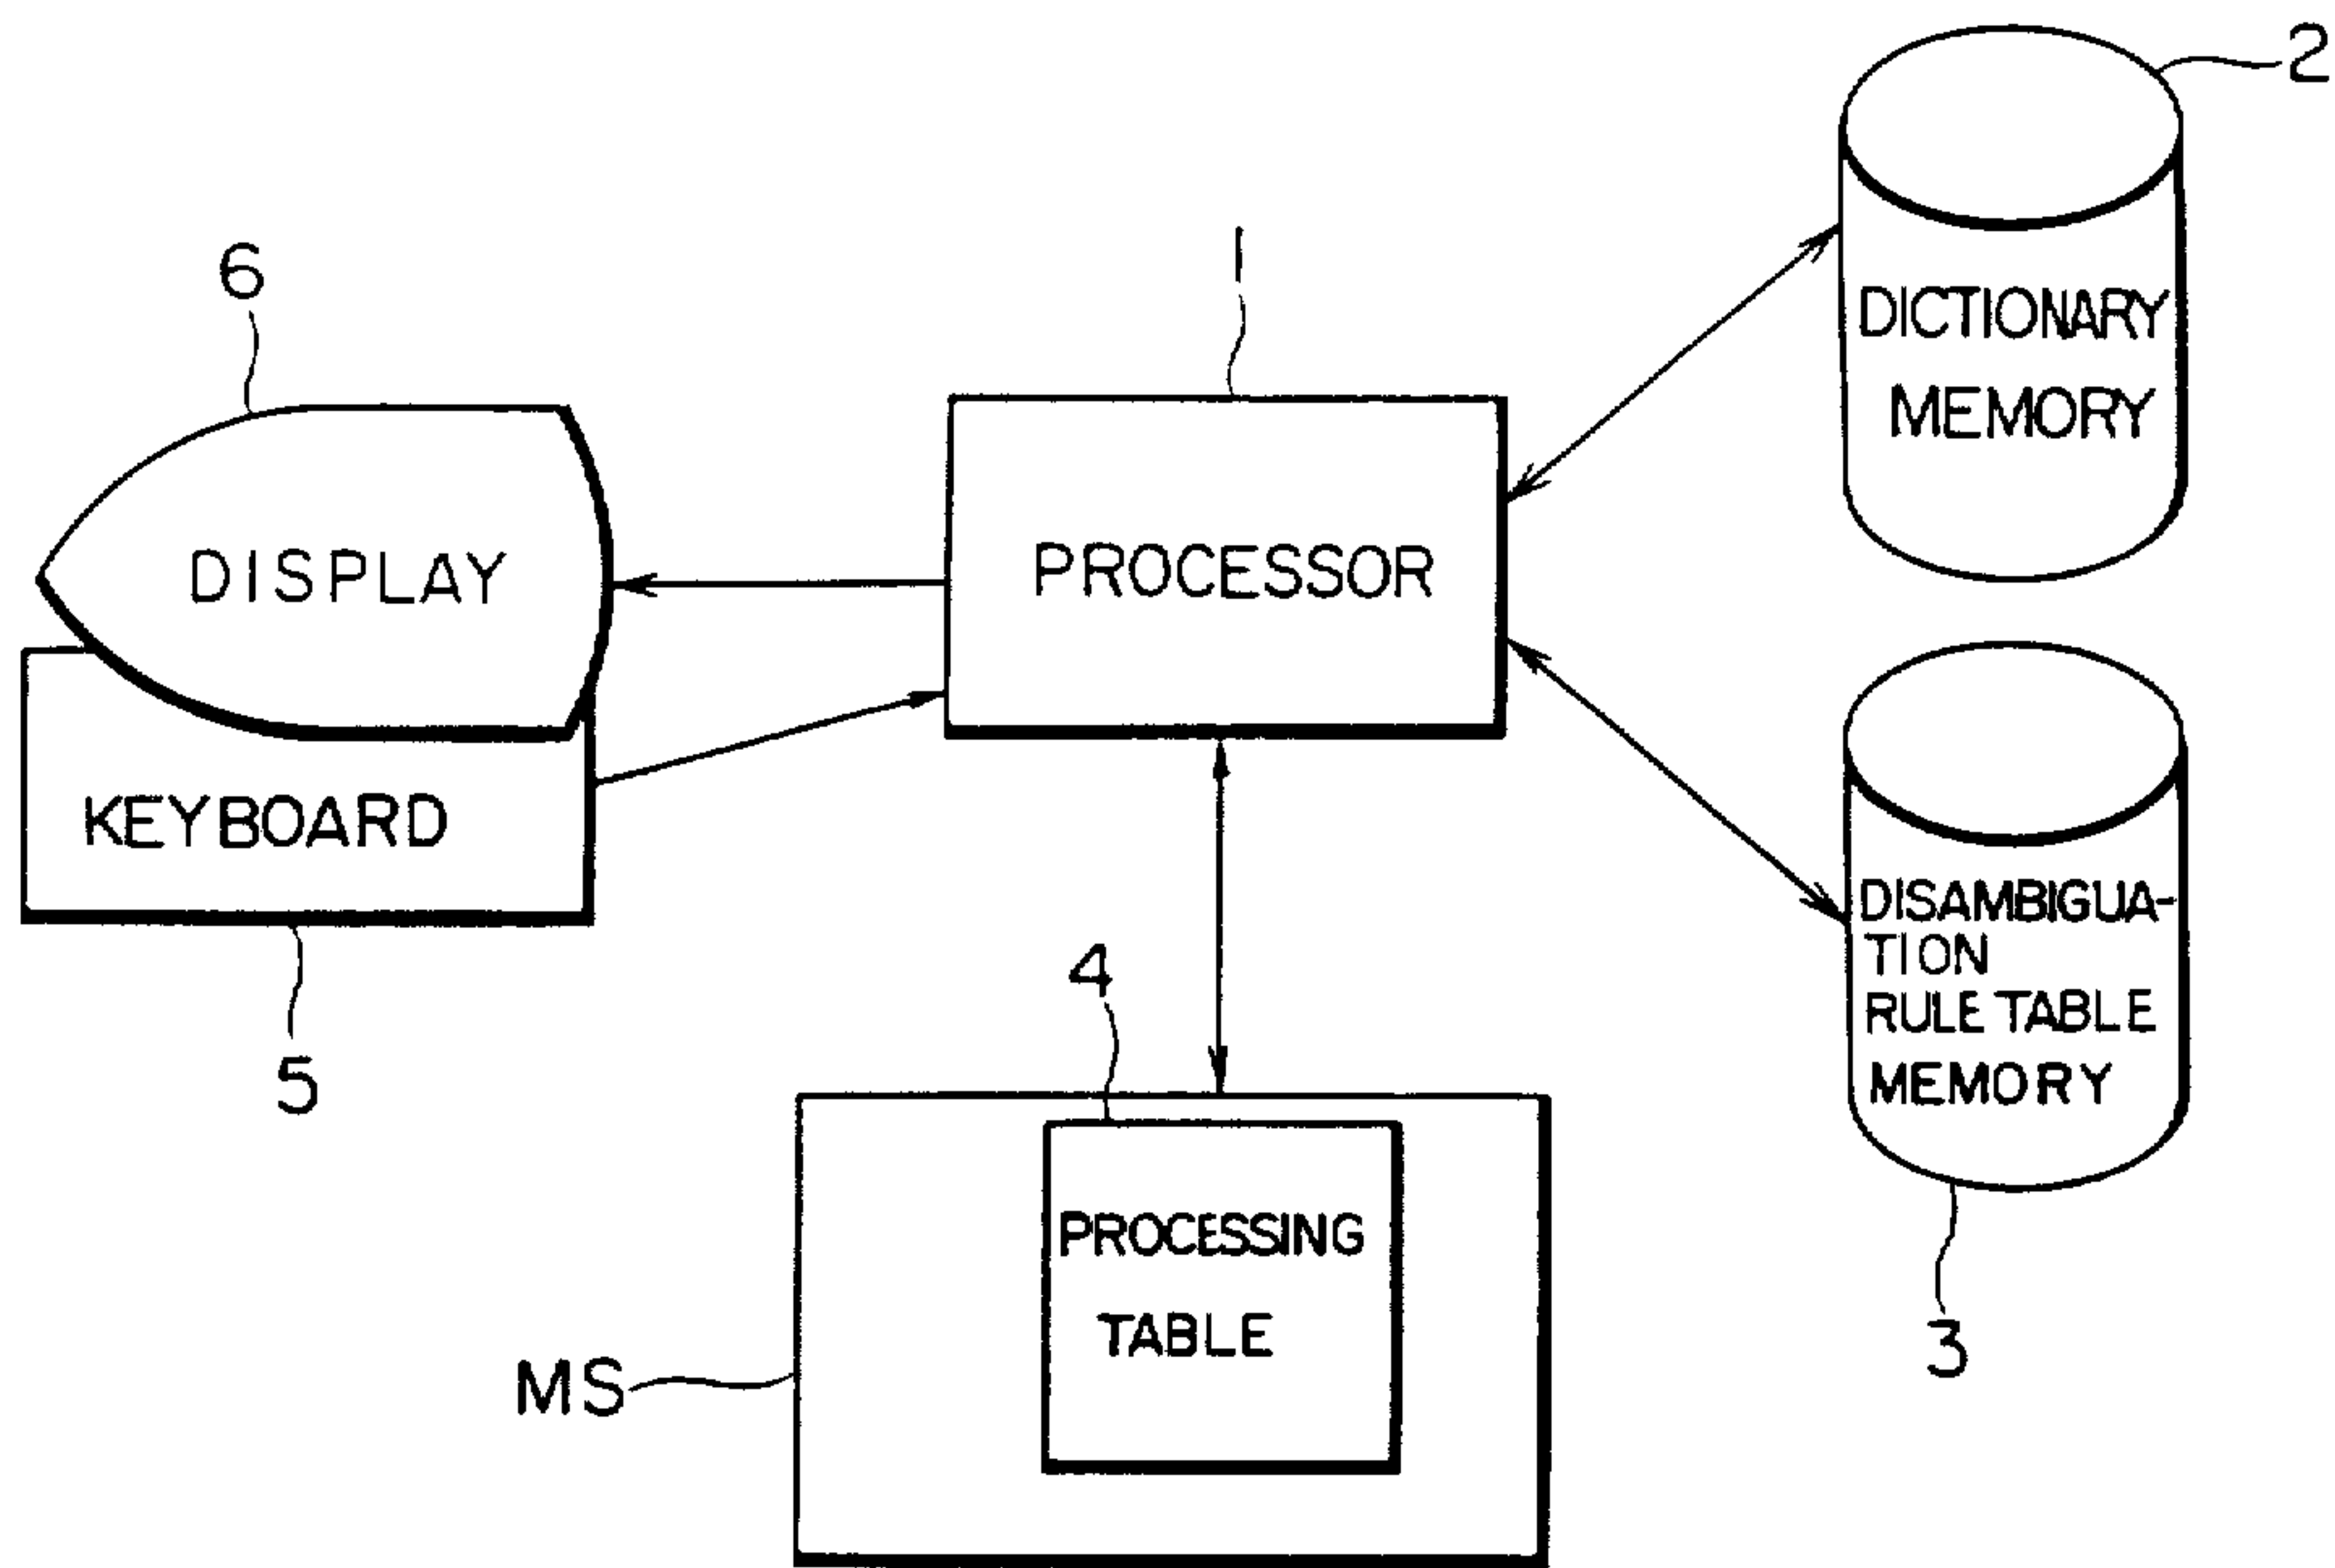 2
DICTIONARY
MEMORY
1
6
PROCESSOR
DISPLAY
KEYBOARD
5
DISAMBIGUA-
TION
RULE TABLE
MEMORY
3
4
PROCESSING
TABLE
MS